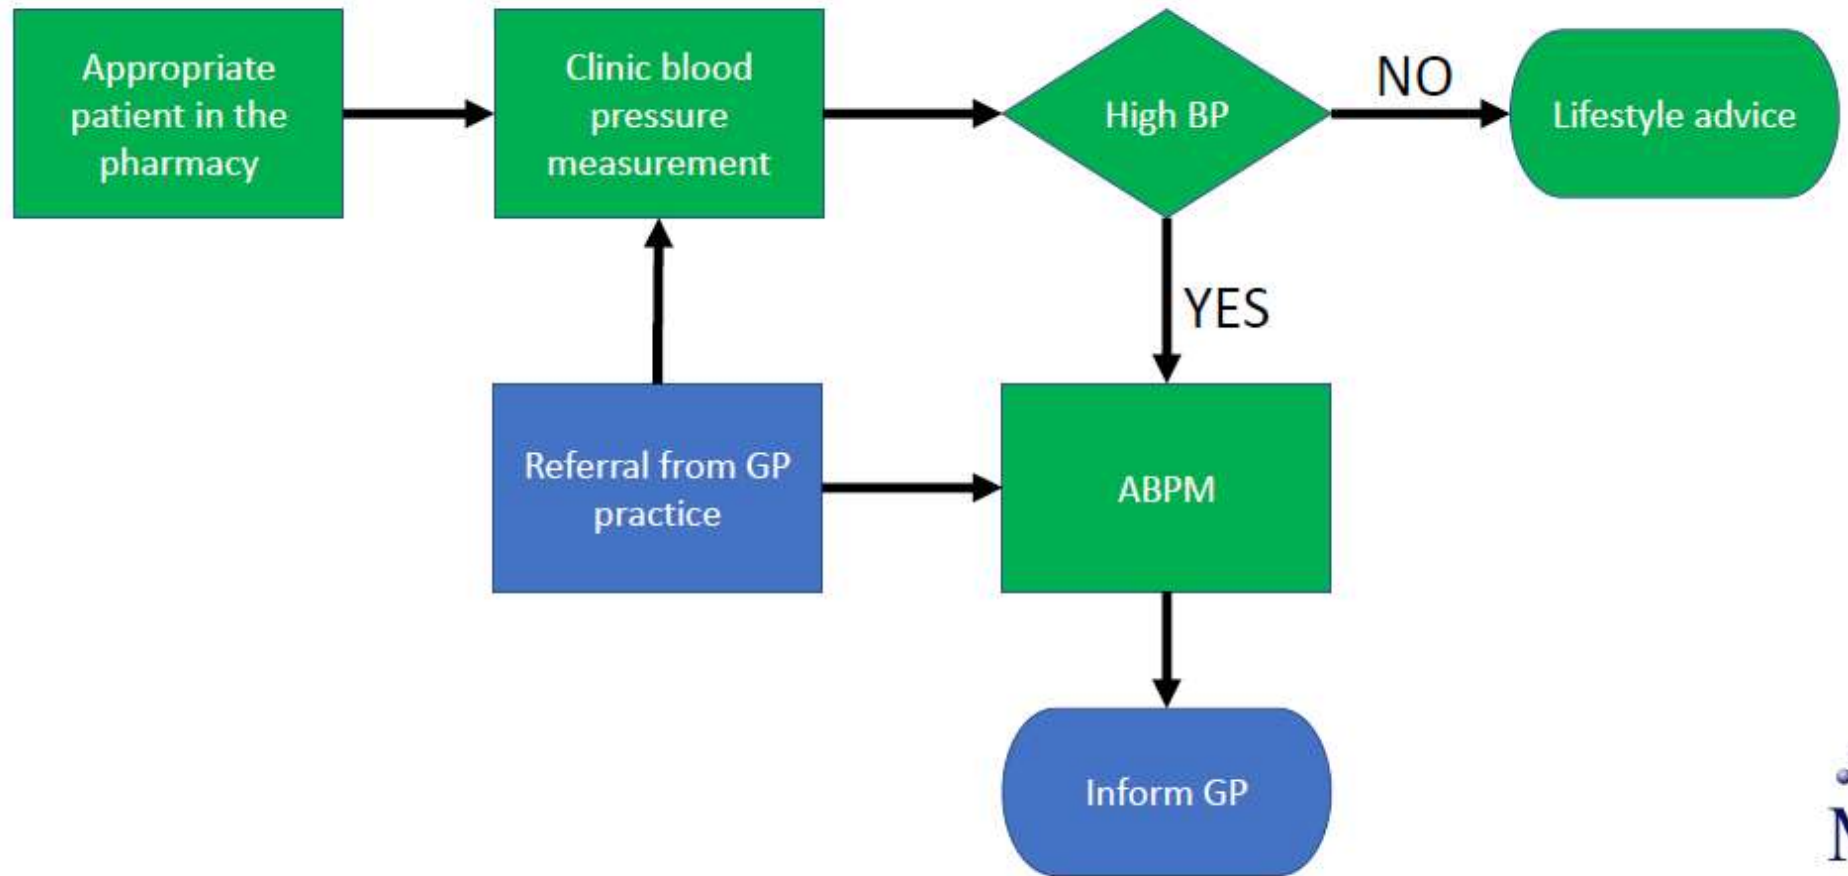 Appropriate
patient in the
pharmacy
Clinic blood
pressure
measurement
High BP
NO
Lifestyle advice
YES
Referral from GP
practice
ABPM
Inform GP